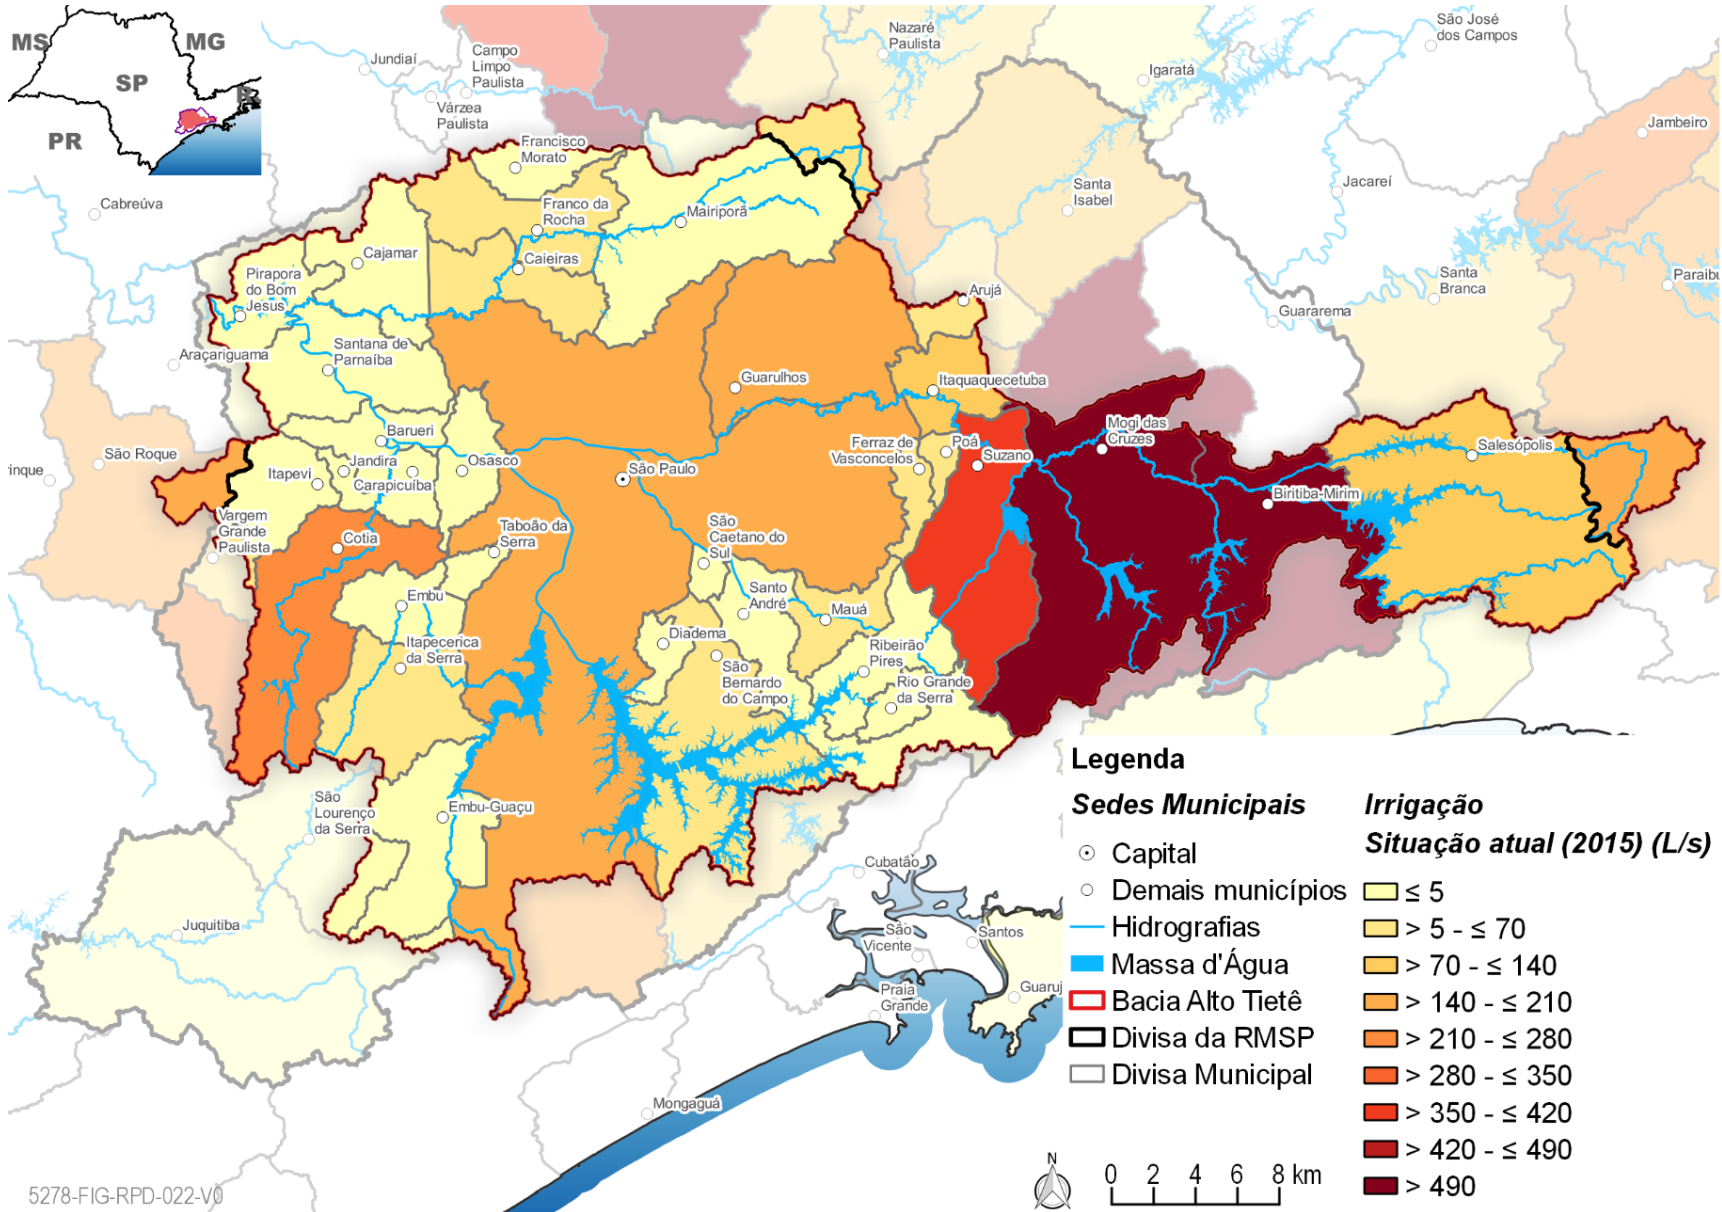 MS
MG
SP
PR
Jundiaí
Campo
Limpo
Paulista
Várzea
Paulista
Nazaré
Paulista
São José
dos Campos
Igaratá
Jambeiro
Francisco
Morato
Cabreúva
Franco da
Rocha
Mairiporã
Santa
Isabel
Jacareí
Cajamar
Caieiras
Pirapora
do Bom
Jesus
Santa
Branca
Paraibu
Arujá
Guararema
Araçariguama
Santana de
Parnaíba
Guarulhos
Itaquaquecetuba
Barueri
Mogi das
Cruzes
São Roque
rinque
Itapevi
Jandira
Carapicuíba
Osasco
São Paulo
Ferraz de
Vasconcelos
Poá
Suzano
Salesópolis
Biritiba-Mirim
Vargem
Grande
Paulista
Cotia
Taboão da
Serra
São
Caetano do
Sul
Embu
Santo
André
Mauá
Itapecerica
da Serra
Diadema
São
Bernardo
do Campo
Ribeirão
Pires
Rio Grande
da Serra
São
Lourenço
da Serra
Embu-Guaçu
Juquitiba
Cubatão
São
Vicente
Santos
Praia
Grande
Guaruj
Mongaguá
Legenda
Sedes Municipais
Capital
Demais municípios
Hidrografias
Massa d'Água
Bacia Alto Tietê
Divisa da RMSP
Divisa Municipal
Irrigação
Situação atual (2015) (L/s)
≤ 5
> 5 - ≤ 70
> 70 - ≤ 140
> 140 - ≤ 210
> 210 - ≤ 280
> 280 - ≤ 350
> 350 - ≤ 420
> 420 - ≤ 490
> 490
N
0 2 4 6 8 km
5278-FIG-RPD-022-V0